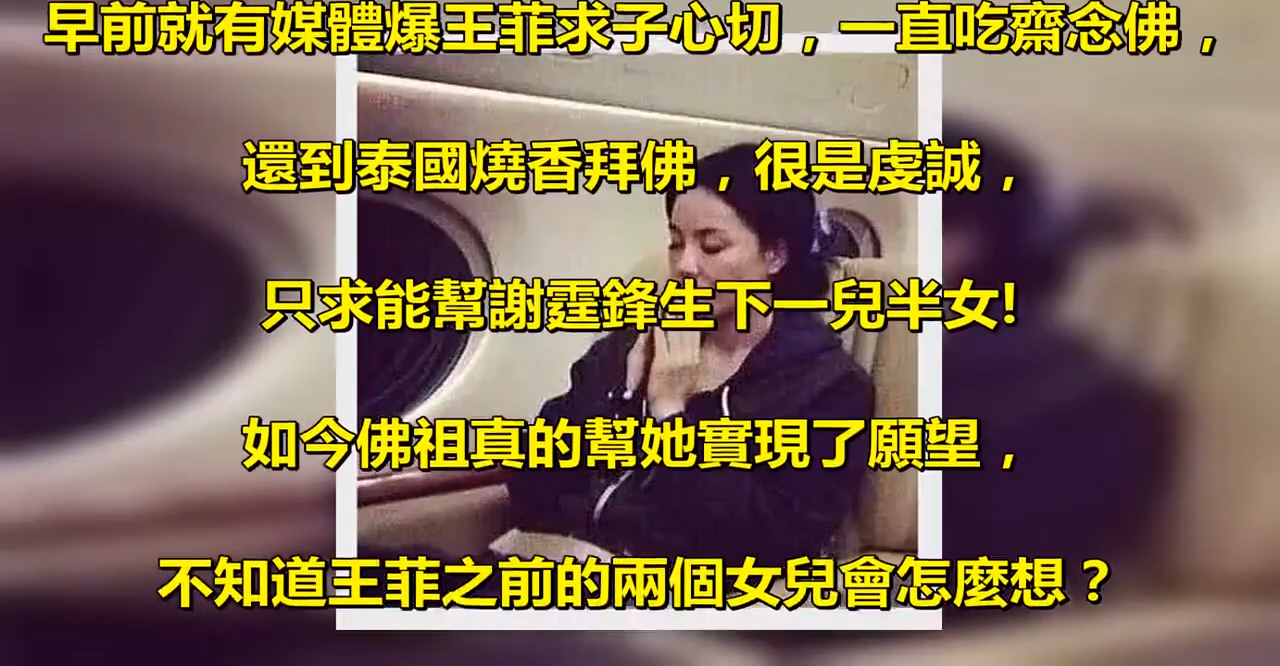 早前就有媒體爆王菲求子心切，一直吃齋念佛，
還到泰國燒香拜佛，很是虔誠，
只求能幫謝霆鋒生下一兒半女!
如今佛祖真的幫她實現了願望，
不知道王菲之前的兩個女兒會怎麼想？